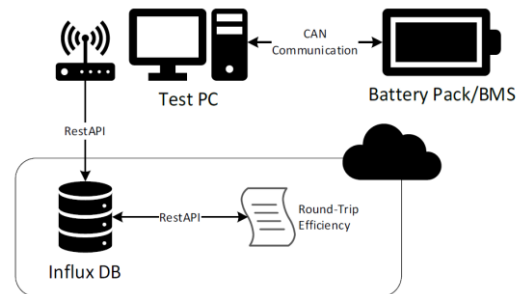 CAN
Communication
Test PC
Battery Pack/BMS
RestAPI
RestAPI
Round-Trip
Efficiency
Influx DB